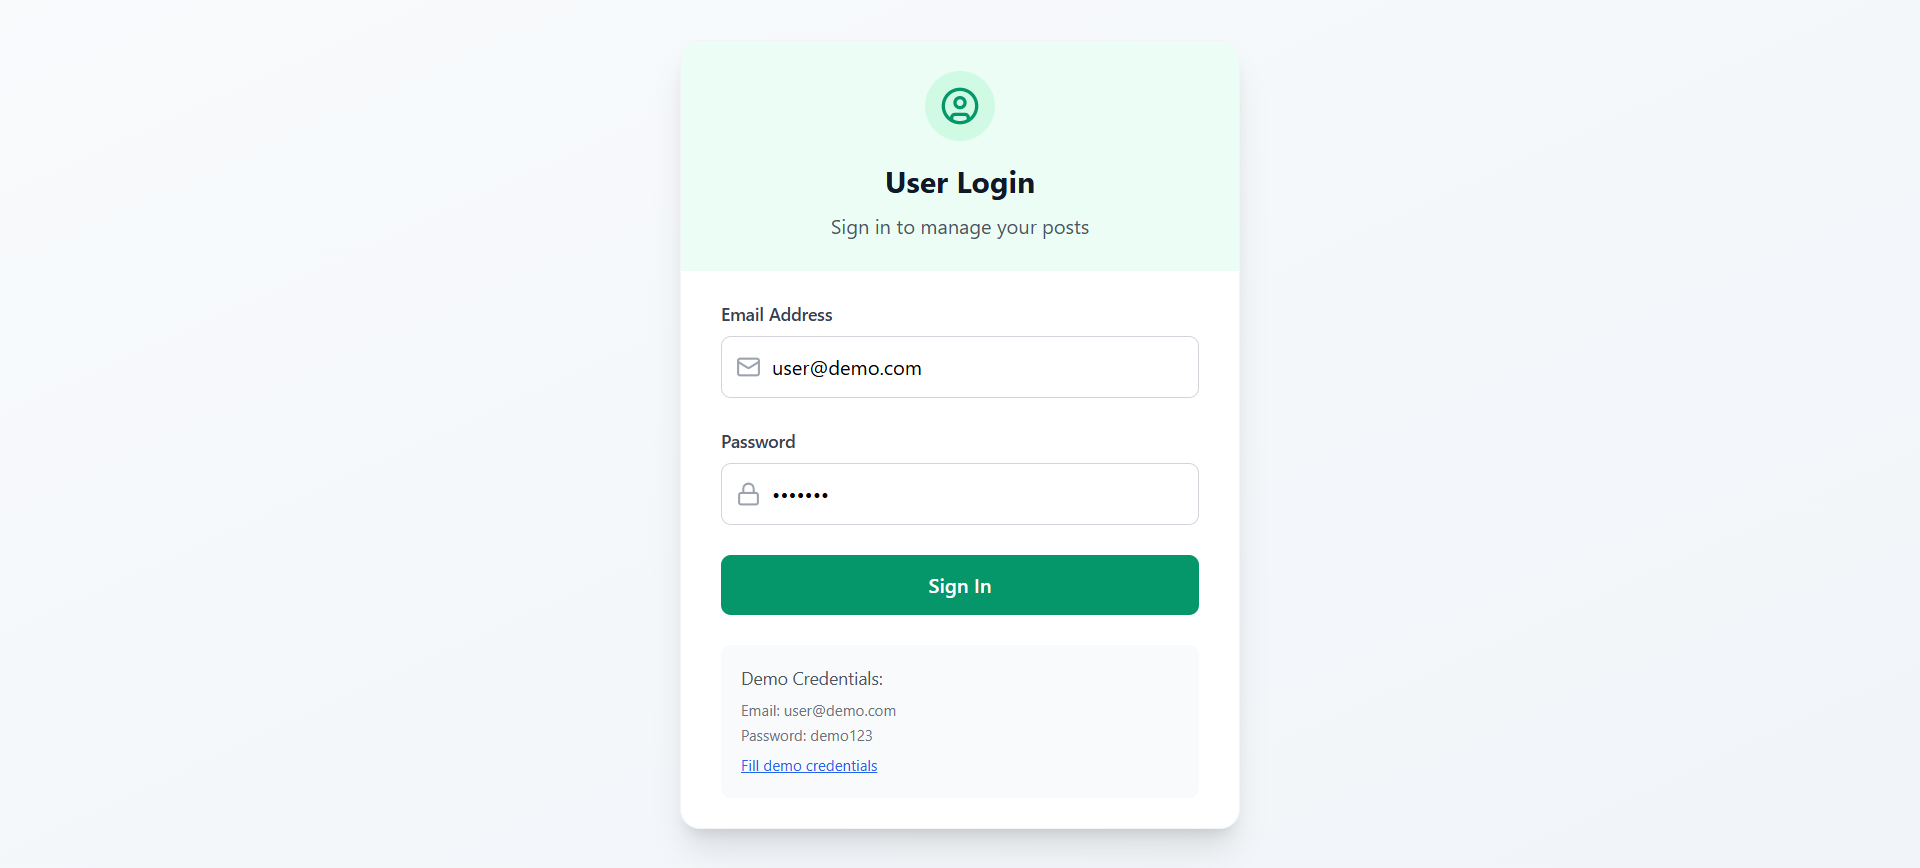 User Login
Sign in to manage your posts
Email Address
user@demo.com
Password
•••••••
Sign In
Demo Credentials:
Email: user@demo.com
Password: demo123
Fill demo credentials